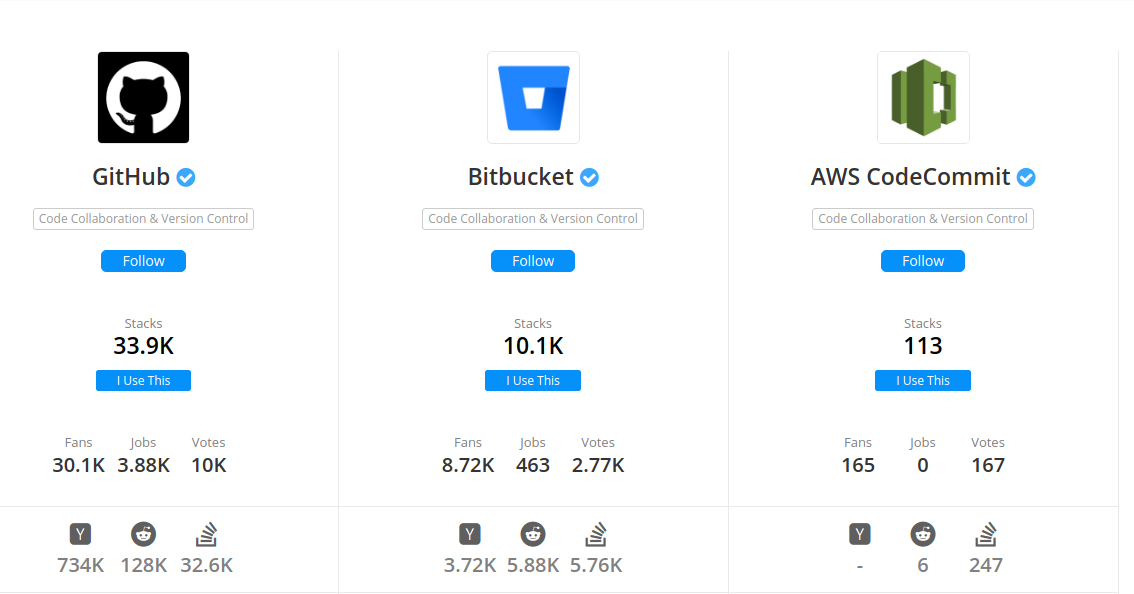 GitHub
Code Collaboration & Version Control
Follow
Stacks
33.9K
I Use This
Fans Jobs Votes
30.1K 3.88K 10K
Y
734K 128K 32.6K
Bitbucket
Code Collaboration & Version Control
Follow
Stacks
10.1K
I Use This
Fans Jobs Votes
8.72K 463 2.77K
Y
3.72K 5.88K 5.76K
AWS CodeCommit
Code Collaboration & Version Control
Follow
Stacks
113
I Use This
Fans Jobs Votes
165 0 167
Y
- 6 247